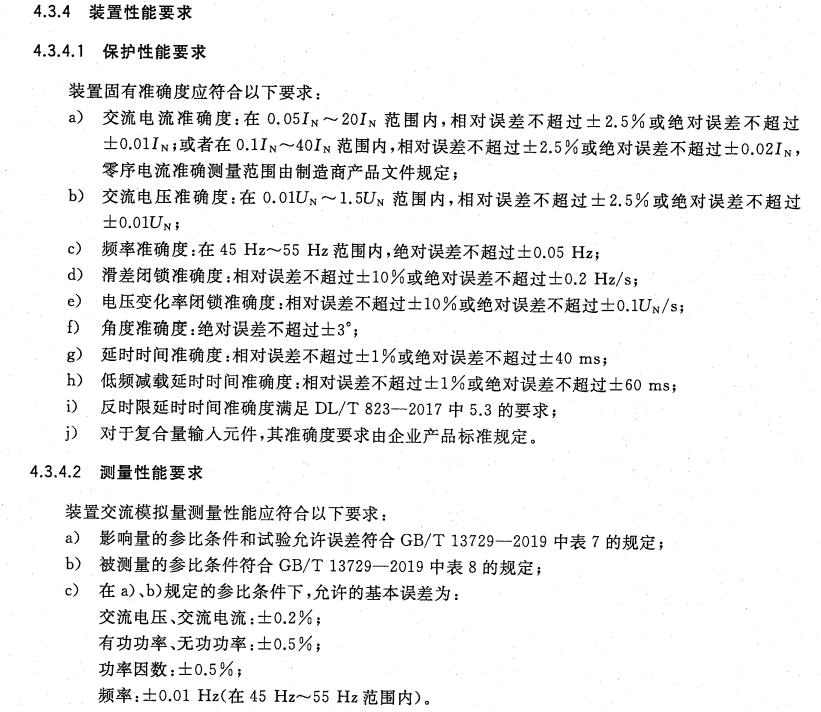 4.3.4 装置性能要求
4.3.4.1 保护性能要求
装置固有准确度应符合以下要求：
a) 交流电流准确度：在 0.05IN～20IN 范围内，相对误差不超过±2.5%或绝对误差不超过
±0.01IN；或者在 0.1IN～40IN 范围内，相对误差不超过±2.5%或绝对误差不超过±0.02IN，
零序电流准确测量范围由制造商产品文件规定；
b) 交流电压准确度：在 0.01UN～1.5UN 范围内，相对误差不超过±2.5%或绝对误差不超过
±0.01UN；
c) 频率准确度：在 45 Hz～55 Hz 范围内，绝对误差不超过±0.05 Hz；
d) 滑差闭锁准确度：相对误差不超过±10%或绝对误差不超过±0.2 Hz/s；
e) 电压变化率闭锁准确度：相对误差不超过±10%或绝对误差不超过±0.1UN/s；
f) 角度准确度：绝对误差不超过±3°；
g) 延时时间准确度：相对误差不超过±1%或绝对误差不超过±40 ms；
h) 低频减载延时时间准确度：相对误差不超过±1%或绝对误差不超过±60 ms；
i) 反时限延时时间准确度满足 DL/T 823—2017 中 5.3 的要求；
j) 对于复合量输入元件，其准确度要求由企业产品标准规定。
4.3.4.2 测量性能要求
装置交流模拟量测量性能应符合以下要求：
a) 影响量的参比条件和试验允许误差符合 GB/T 13729—2019 中表 7 的规定；
b) 被测量的参比条件符合 GB/T 13729—2019 中表 8 的规定；
c) 在 a)、b)规定的参比条件下，允许的基本误差为：
交流电压、交流电流：±0.2%；
有功功率、无功功率：±0.5%；
功率因数：±0.5%；
频率：±0.01 Hz(在 45 Hz～55 Hz 范围内)。